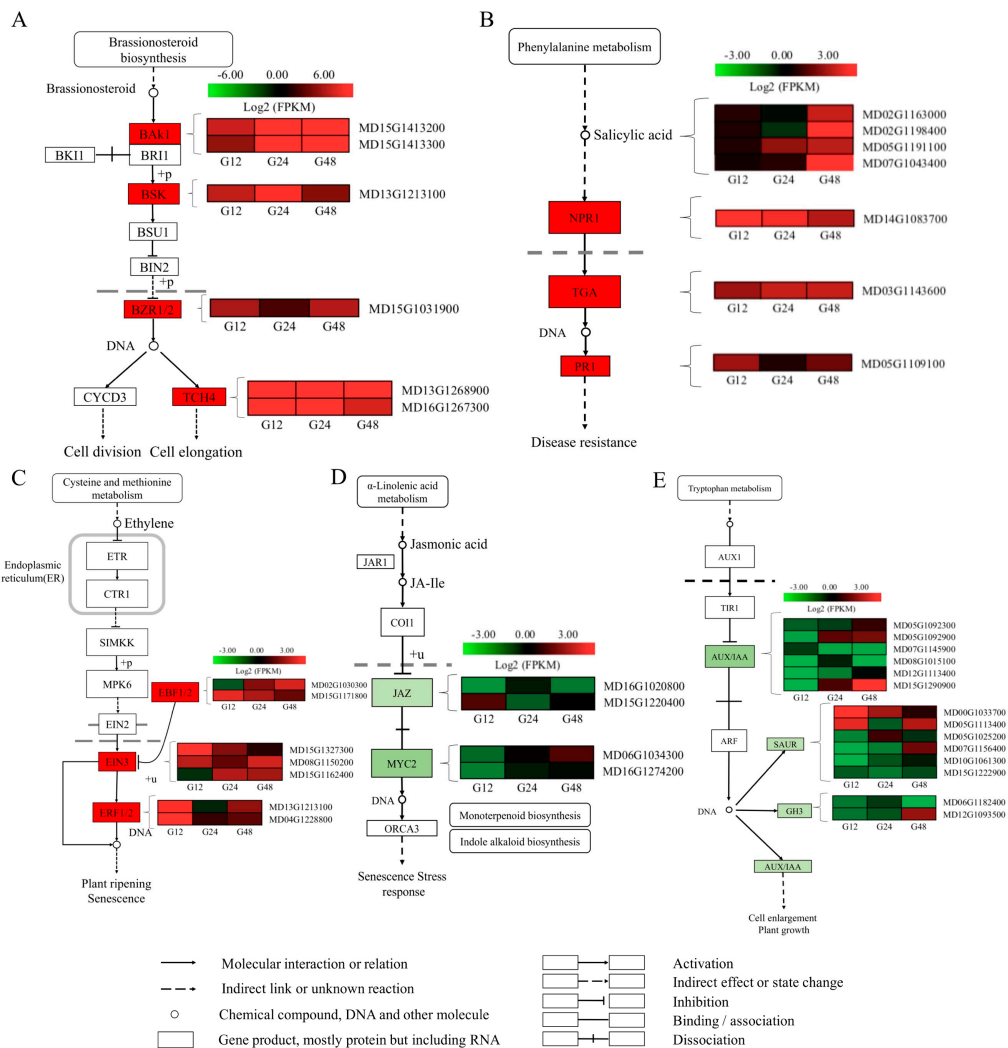 A
Brassionosteroid
biosynthesis
Brassionosteroid
-6.00 0.00 6.00
Log2 (FPKM)
BAk1
BKI1
BRI1
+p
MD15G1413200
MD15G1413300
G12 G24 G48
BSK
MD13G1213100
G12 G24 G48
BSU1
BIN2
+p
BZR1/2
MD15G1031900
G12 G24 G48
DNA
CYCD3
TCH4
MD13G1268900
MD16G1267300
G12 G24 G48
Cell division
Cell elongation
B
Phenylalanine metabolism
-3.00 0.00 3.00
Log2 (FPKM)
Salicylic acid
MD02G1163000
MD02G1198400
MD05G1191100
MD07G1043400
G12 G24 G48
NPR1
MD14G1083700
G12 G24 G48
TGA
MD03G1143600
G12 G24 G48
DNA
PR1
MD05G1109100
G12 G24 G48
Disease resistance
C
Cysteine and methionine
metabolism
Ethylene
Endoplasmic
reticulum(ER)
ETR
CTR1
SIMKK
+p
MPK6
EIN2
-3.00 0.00 3.00
Log2 (FPKM)
EBF1/2
MD02G1030300
MD15G1171800
G12 G24 G48
EIN3
+u
MD15G1327300
MD08G1150200
MD15G1162400
G12 G24 G48
ERF1/2
DNA
MD13G1213100
MD04G1228800
G12 G24 G48
Plant ripening
Senescence
D
α-Linolenic acid
metabolism
Jasmonic acid
JAR1
JA-Ile
COI1
+u
-3.00 0.00 3.00
Log2 (FPKM)
JAZ
MD16G1020800
MD15G1220400
G12 G24 G48
MYC2
MD06G1034300
MD16G1274200
G12 G24 G48
DNA
ORCA3
Monoterpenoid biosynthesis
Indole alkaloid biosynthesis
Senescence Stress
response
E
Tryptophan metabolism
AUX1
TIR1
-3.00 0.00 3.00
Log2 (FPKM)
AUX/IAA
MD05G1092300
MD05G1092900
MD07G1145900
MD08G1015100
MD12G1113400
MD15G1290900
G12 G24 G48
ARF
SAUR
MD00G1033700
MD05G1113400
MD05G1025200
MD07G1156400
MD10G1061300
MD15G1222900
G12 G24 G48
DNA
GH3
MD06G1182400
MD12G1093500
G12 G24 G48
AUX/IAA
Cell enlargement
Plant growth
Molecular interaction or relation
Indirect link or unknown reaction
Chemical compound, DNA and other molecule
Gene product, mostly protein but including RNA
Activation
Indirect effect or state change
Inhibition
Binding / association
Dissociation